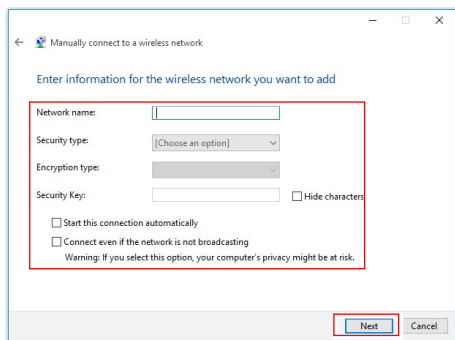 Manually connect to a wireless network
Enter information for the wireless network you want to add
Network name:
Security type: [Choose an option]
Encryption type:
Security Key: Hide characters
Start this connection automatically
Connect even if the network is not broadcasting
Warning: If you select this option, your computer's privacy might be at risk.
Next Cancel